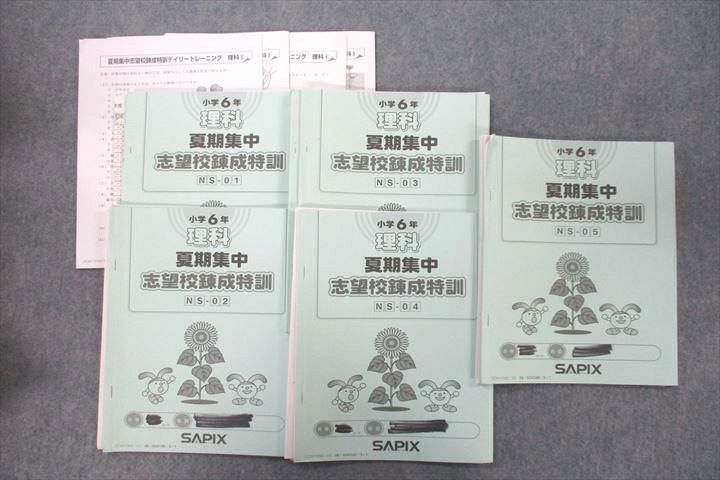 夏期集中志望校錬成特訓デイリートレーニング 理科
理科4
小学6年
理科
夏期集中
志望校錬成特訓
NS-01
小学6年
理科
夏期集中
志望校錬成特訓
NS-03
小学6年
理科
夏期集中
志望校錬成特訓
NS-05
SAPIX
小学6年
理科
夏期集中
志望校錬成特訓
NS-02
SAPIX
小学6年
理科
夏期集中
志望校錬成特訓
NS-04
SAPIX